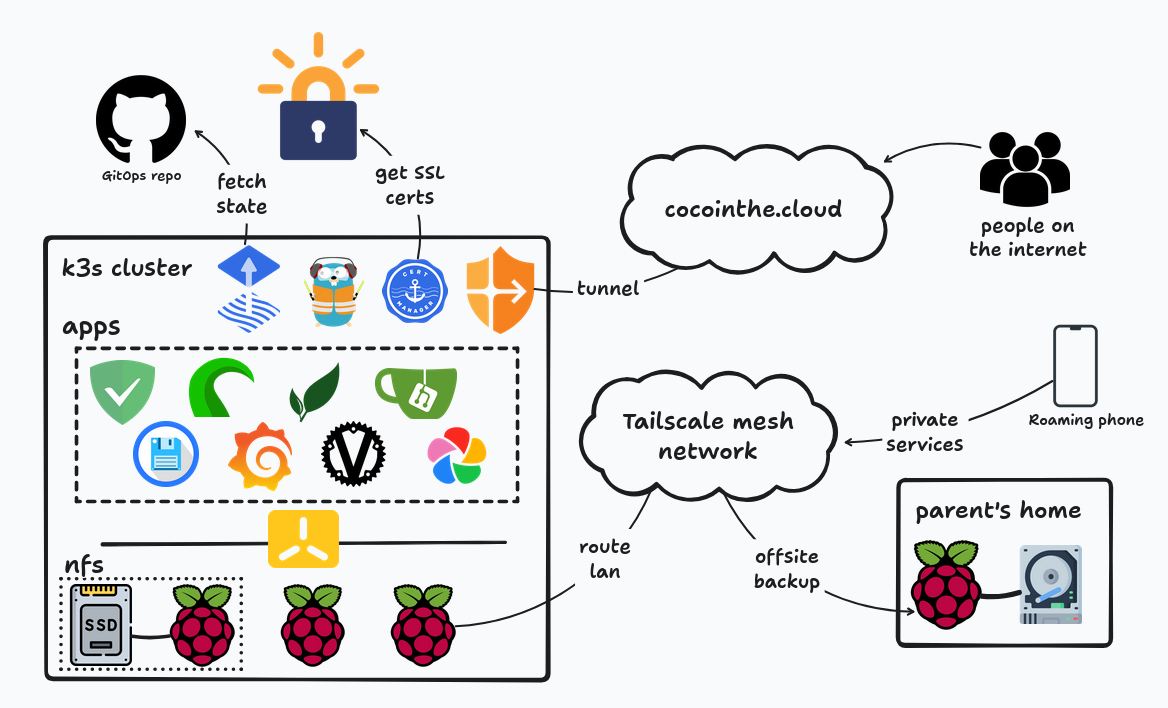 GitOps repo
fetch
state
get SSL
certs
k3s cluster
CERT
MANAGER
tunnel
cocointhe.cloud
people on
the internet
apps
Tailscale mesh
network
private
services
Roaming phone
parent's home
route
lan
offsite
backup
nfs
SSD